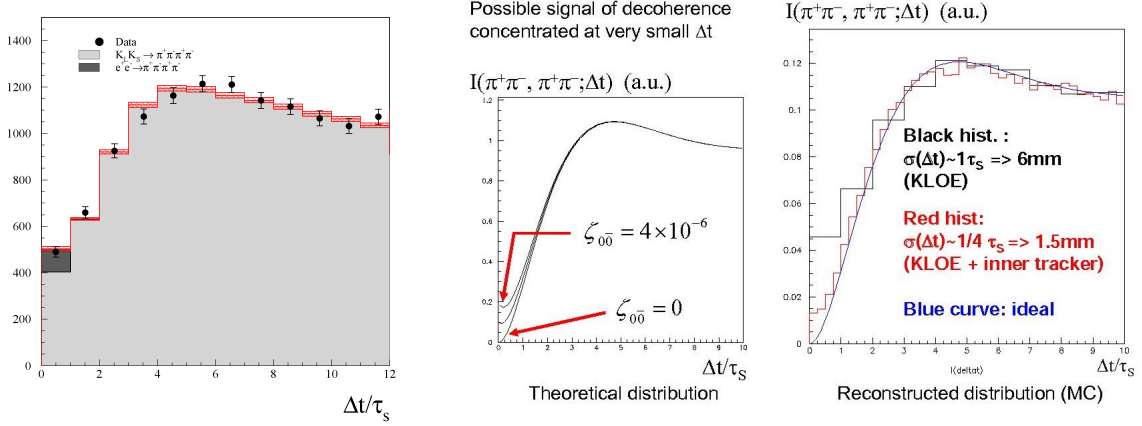 1400
1200
1000
800
600
400
200
0
Data
K_L K_S → π⁺π⁻π⁺π⁻
e⁺e⁻→π⁺π⁻π⁺π⁻
0 2 4 6 8 10 12
Δt/τ_S
Possible signal of decoherence
concentrated at very small Δt
I(π⁺π⁻, π⁺π⁻;Δt) (a.u.)
1.2
1
0.8
0.6
0.4
0.2
0
ζ_00̅ = 4×10⁻⁶
ζ_00̅ = 0
0 1 2 3 4 5 6 7 8 9 10
Δt/τ_S
Theoretical distribution
I(π⁺π⁻, π⁺π⁻;Δt) (a.u.)
0.12
0.1
0.08
0.06
0.04
0.02
0
Black hist. :
σ(Δt)~1τ_S => 6mm
(KLOE)
Red hist:
σ(Δt)~1/4 τ_S => 1.5mm
(KLOE + inner tracker)
Blue curve: ideal
0 1 2 3 4 5 6 7 8 9 10
I(deltat)
Δt/τ_S
Reconstructed distribution (MC)